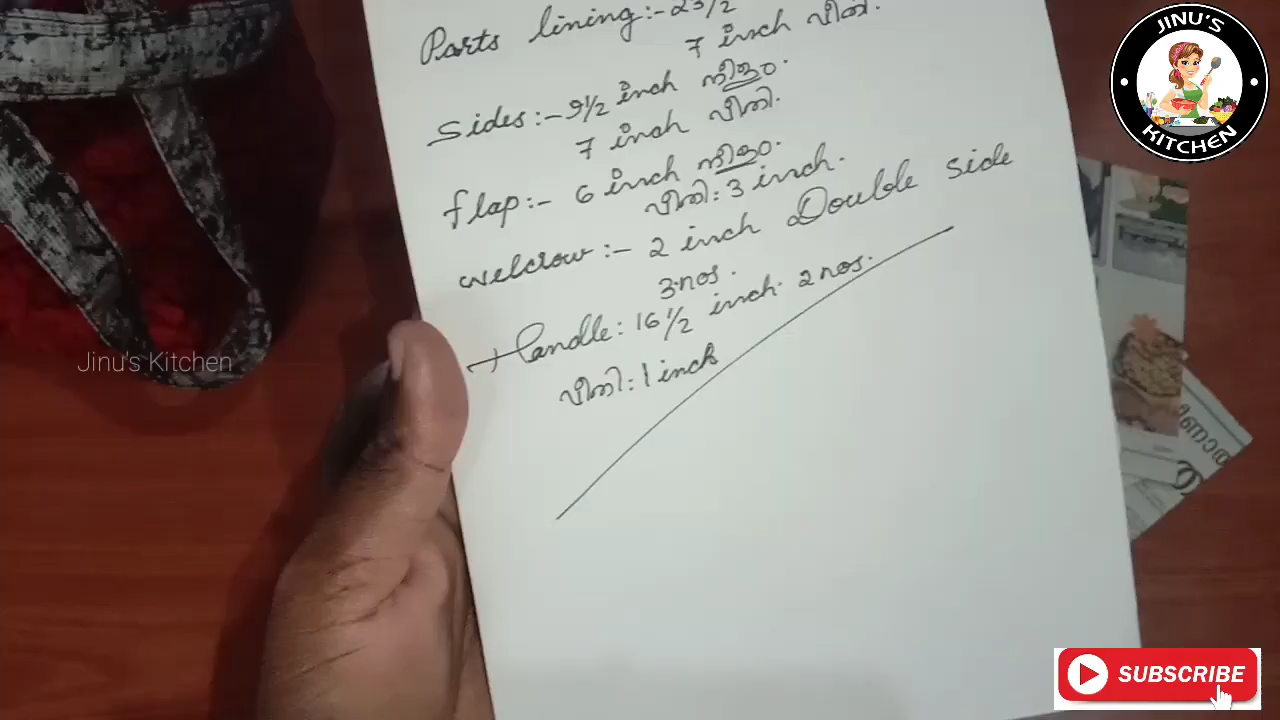 Parts lining:- 23½
7 inch വീതി.
Sides:- 9½ inch നീളം.
7 inch വീതി.
flap:- 6 inch നീളം.
വീതി: 3 inch.
welcrow:- 2 inch Double side
3 nos.
→ Handle: 16½ inch. 2 nos.
വീതി: 1 inch
JINU'S
KITCHEN
Jinu's Kitchen
SUBSCRIBE